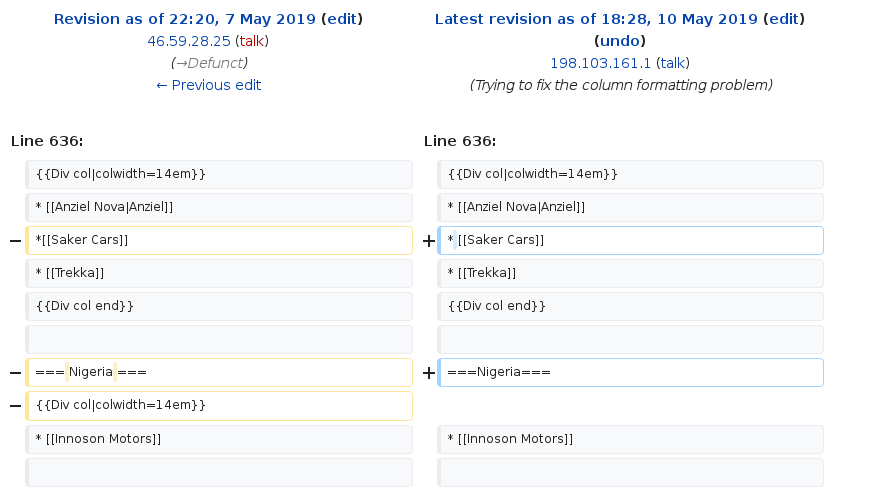 Revision as of 22:20, 7 May 2019 (edit)
46.59.28.25 (talk)
(→Defunct)
← Previous edit
Latest revision as of 18:28, 10 May 2019 (edit)
(undo)
198.103.161.1 (talk)
(Trying to fix the column formatting problem)
Line 636:
Line 636:
{{Div col|colwidth=14em}}
{{Div col|colwidth=14em}}
* [[Anziel Nova|Anziel]]
* [[Anziel Nova|Anziel]]
− *[[Saker Cars]]
+ * [[Saker Cars]]
* [[Trekka]]
* [[Trekka]]
{{Div col end}}
{{Div col end}}
− === Nigeria ===
+ ===Nigeria===
− {{Div col|colwidth=14em}}
* [[Innoson Motors]]
* [[Innoson Motors]]